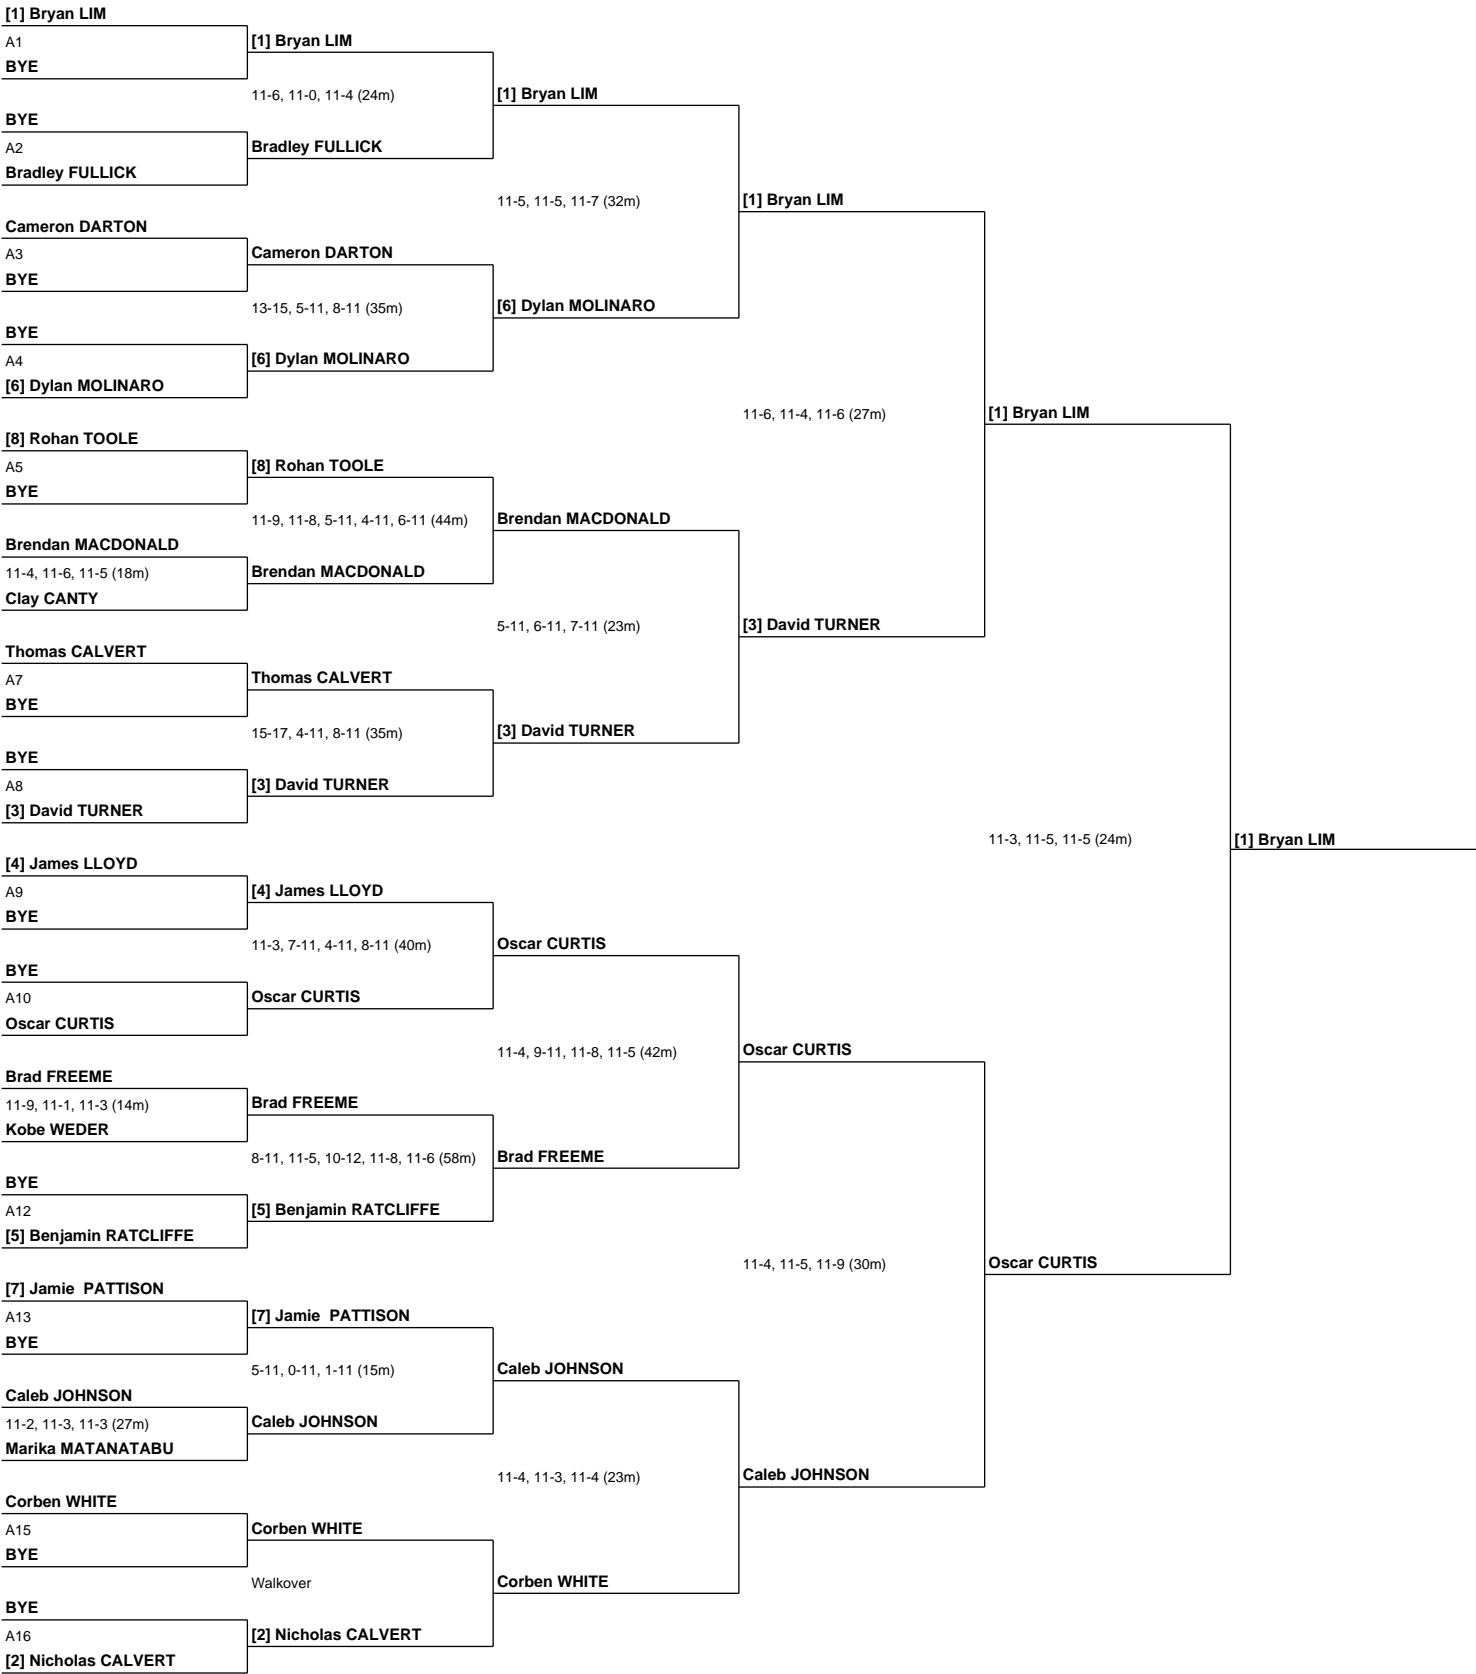 [1] Bryan LIM
A1
BYE
BYE
A2
Bradley FULLICK
Cameron DARTON
A3
BYE
BYE
A4
[6] Dylan MOLINARO
[8] Rohan TOOLE
A5
BYE
Brendan MACDONALD
11-4, 11-6, 11-5 (18m)
Clay CANTY
Thomas CALVERT
A7
BYE
BYE
A8
[3] David TURNER
[4] James LLOYD
A9
BYE
BYE
A10
Oscar CURTIS
Brad FREEME
11-9, 11-1, 11-3 (14m)
Kobe WEDER
BYE
A12
[5] Benjamin RATCLIFFE
[7] Jamie  PATTISON
A13
BYE
Caleb JOHNSON
11-2, 11-3, 11-3 (27m)
Marika MATANATABU
Corben WHITE
A15
BYE
BYE
A16
[2] Nicholas CALVERT
[1] Bryan LIM
11-6, 11-0, 11-4 (24m)
Bradley FULLICK
Cameron DARTON
13-15, 5-11, 8-11 (35m)
[6] Dylan MOLINARO
[8] Rohan TOOLE
11-9, 11-8, 5-11, 4-11, 6-11 (44m)
Brendan MACDONALD
Thomas CALVERT
15-17, 4-11, 8-11 (35m)
[3] David TURNER
[4] James LLOYD
11-3, 7-11, 4-11, 8-11 (40m)
Oscar CURTIS
Brad FREEME
8-11, 11-5, 10-12, 11-8, 11-6 (58m)
[5] Benjamin RATCLIFFE
[7] Jamie  PATTISON
5-11, 0-11, 1-11 (15m)
Caleb JOHNSON
Corben WHITE
Walkover
[2] Nicholas CALVERT
[1] Bryan LIM
11-5, 11-5, 11-7 (32m)
[6] Dylan MOLINARO
Brendan MACDONALD
5-11, 6-11, 7-11 (23m)
[3] David TURNER
Oscar CURTIS
11-4, 9-11, 11-8, 11-5 (42m)
Brad FREEME
Caleb JOHNSON
11-4, 11-3, 11-4 (23m)
Corben WHITE
[1] Bryan LIM
11-6, 11-4, 11-6 (27m)
[3] David TURNER
Oscar CURTIS
11-4, 11-5, 11-9 (30m)
Caleb JOHNSON
[1] Bryan LIM
11-3, 11-5, 11-5 (24m)
Oscar CURTIS
[1] Bryan LIM